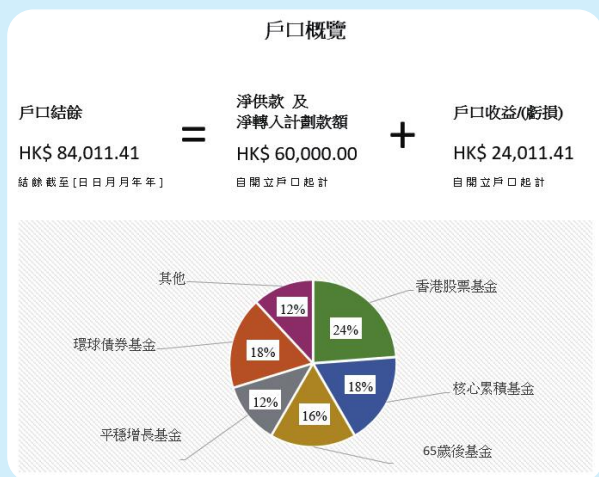 戶口概覽
戶口結餘
HK$ 84,011.41
結餘截至[日日月月年年]
=
淨供款 及
淨轉入計劃款額
HK$ 60,000.00
自開立戶口起計
+
戶口收益/(虧損)
HK$ 24,011.41
自開立戶口起計
其他
12%
香港股票基金
24%
環球債券基金
18%
核心累積基金
18%
平穩增長基金
12%
65歲後基金
16%